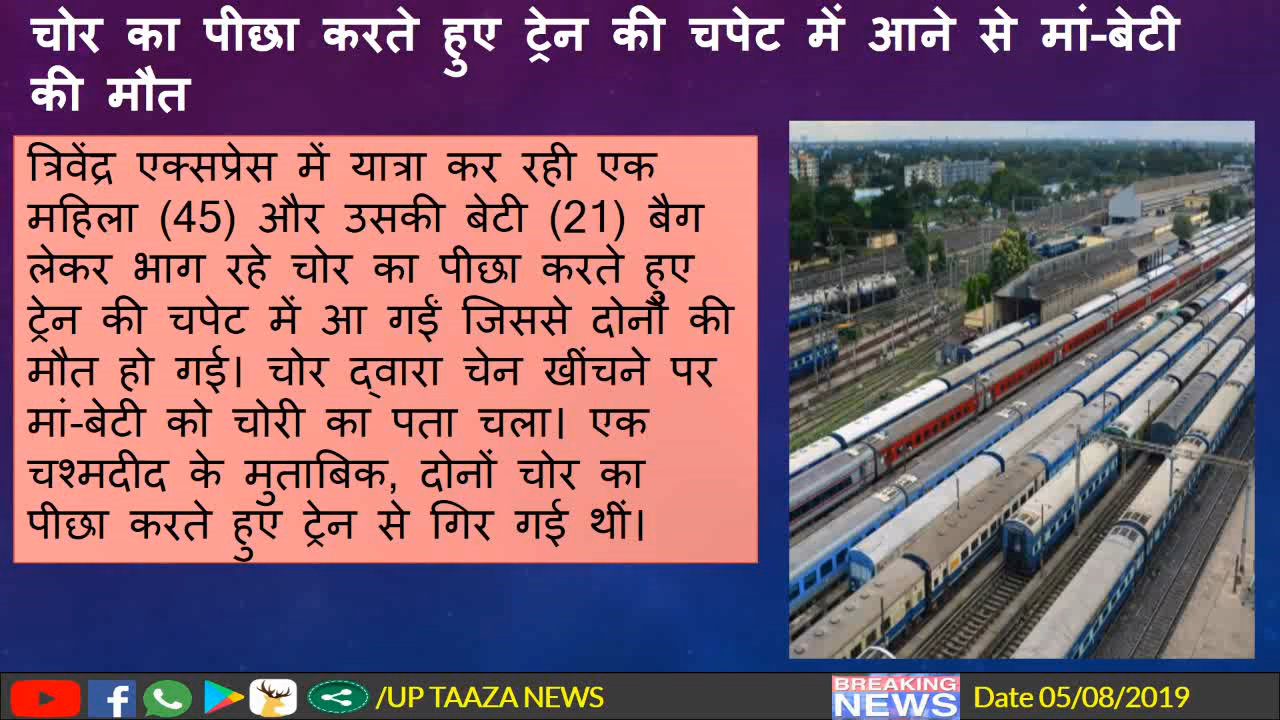 चोर का पीछा करते हुए ट्रेन की चपेट में आने से मां-बेटी
की मौत
त्रिवेंद्र एक्सप्रेस में यात्रा कर रही एक
महिला (45) और उसकी बेटी (21) बैग
लेकर भाग रहे चोर का पीछा करते हुए
ट्रेन की चपेट में आ गईं जिससे दोनों की
मौत हो गई। चोर द्वारा चेन खींचने पर
मां-बेटी को चोरी का पता चला। एक
चश्मदीद के मुताबिक, दोनों चोर का
पीछा करते हुए ट्रेन से गिर गई थीं।
/UP TAAZA NEWS
BREAKING
NEWS
Date 05/08/2019